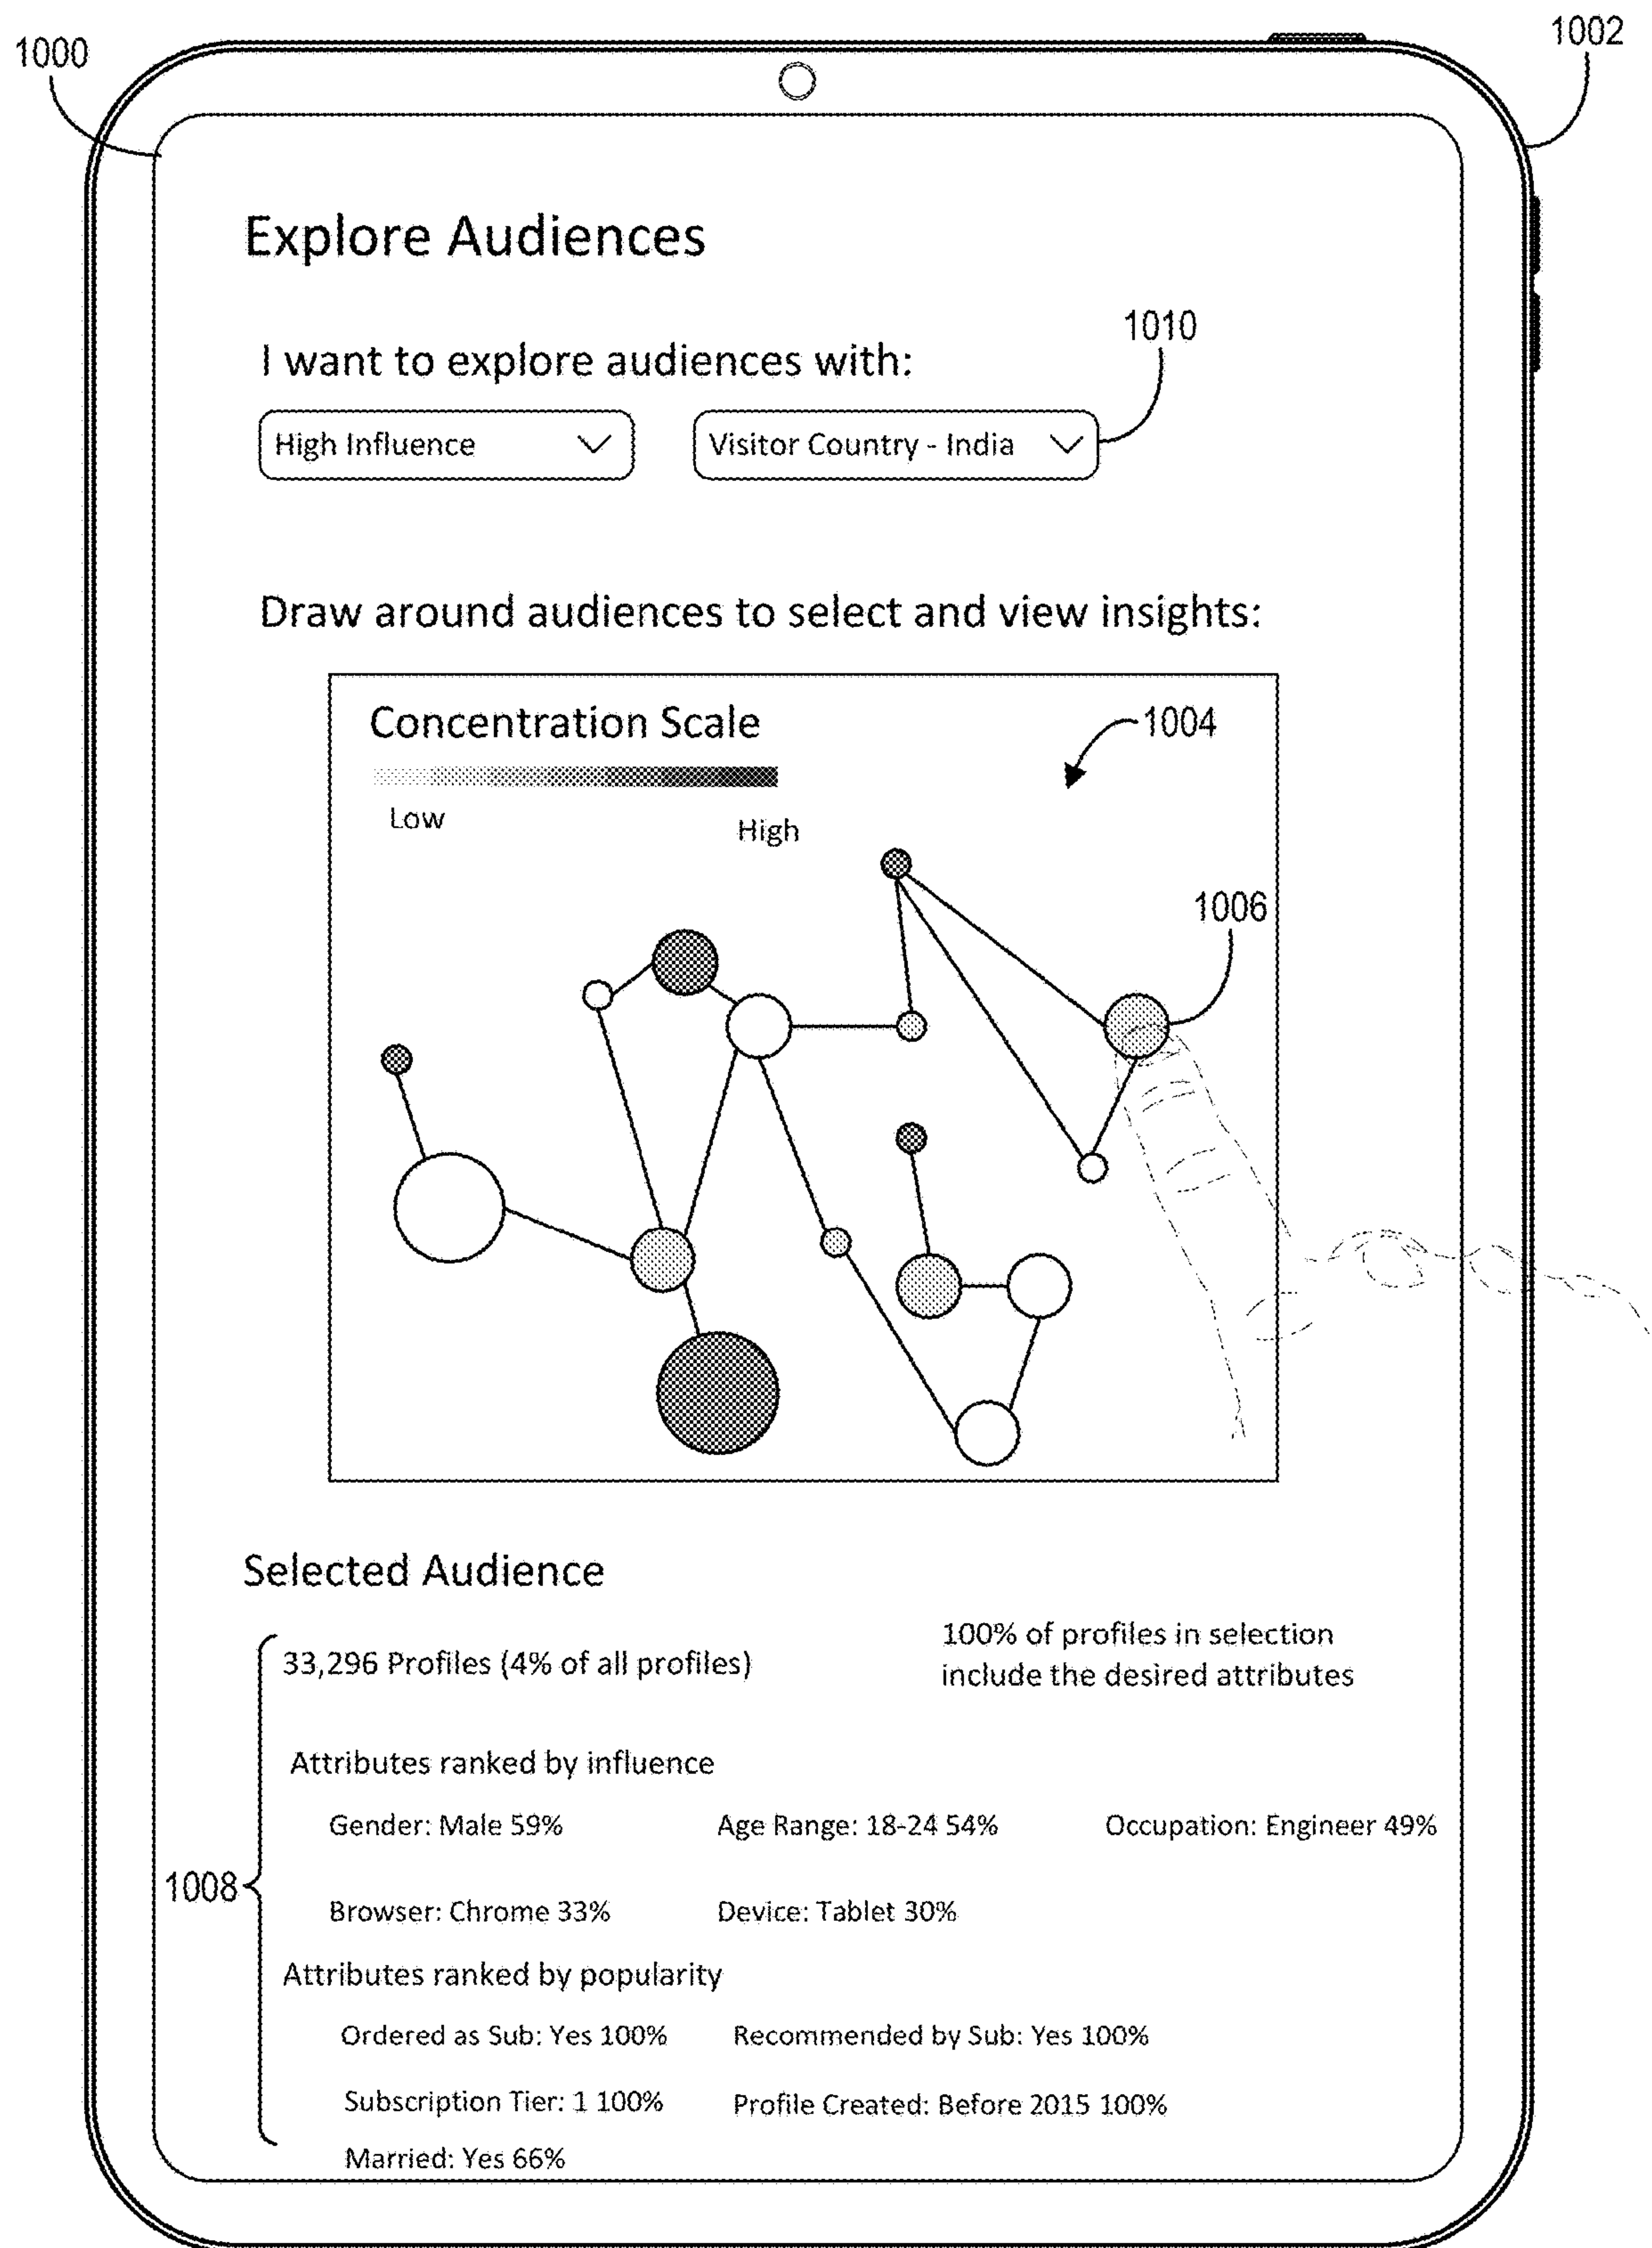 1000
1002
Explore Audiences
1010
I want to explore audiences with:
High Influence
Visitor Country - India
Draw around audiences to select and view insights:
Concentration Scale
1004
Low
High
1006
Selected Audience
33,296 Profiles (4% of all profiles)
100% of profiles in selection
include the desired attributes
Attributes ranked by influence
Gender: Male 59%
Age Range: 18-24 54%
Occupation: Engineer 49%
1008
Browser: Chrome 33%
Device: Tablet 30%
Attributes ranked by popularity
Ordered as Sub: Yes 100%
Recommended by Sub: Yes 100%
Subscription Tier: 1 100%
Profile Created: Before 2015 100%
Married: Yes 66%